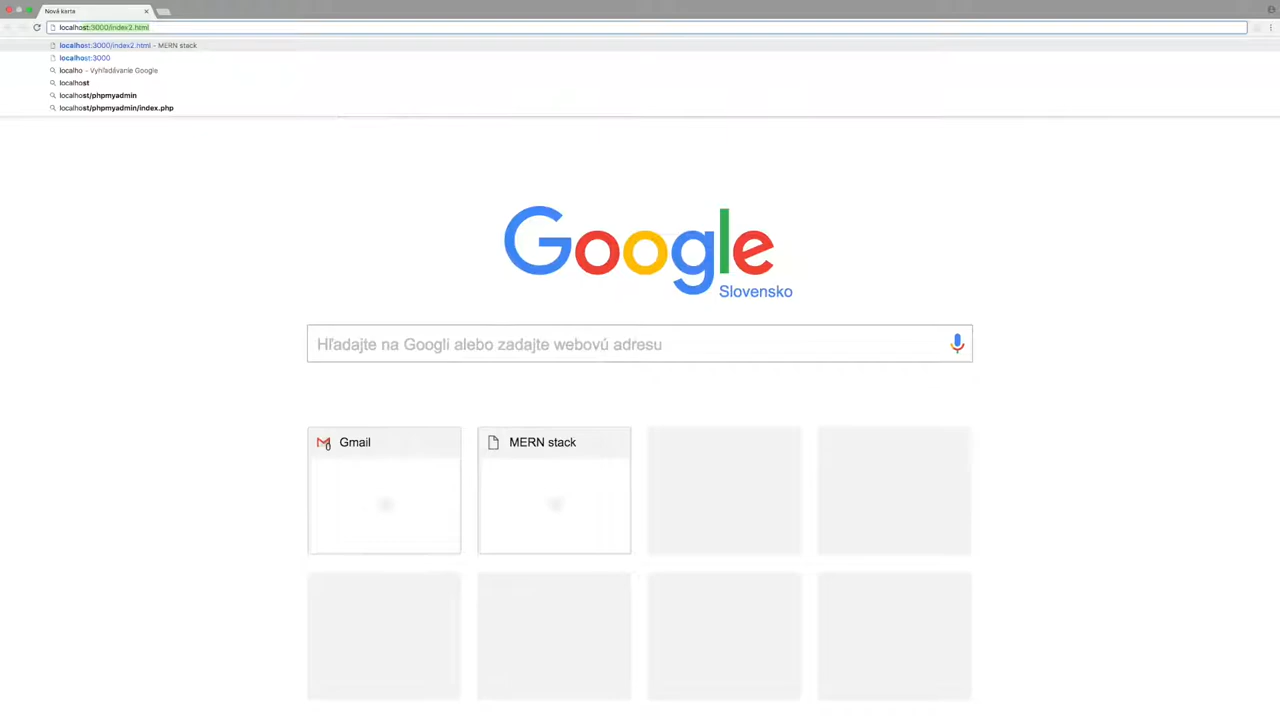 Nová karta
localhost:3000/index2.html
localhost:3000/index2.html - MERN stack
localhost:3000
localho - Vyhľadávanie Google
localhost
localhost/phpmyadmin
localhost/phpmyadmin/index.php
Google
Slovensko
Hľadajte na Googli alebo zadajte webovú adresu
Gmail
MERN stack